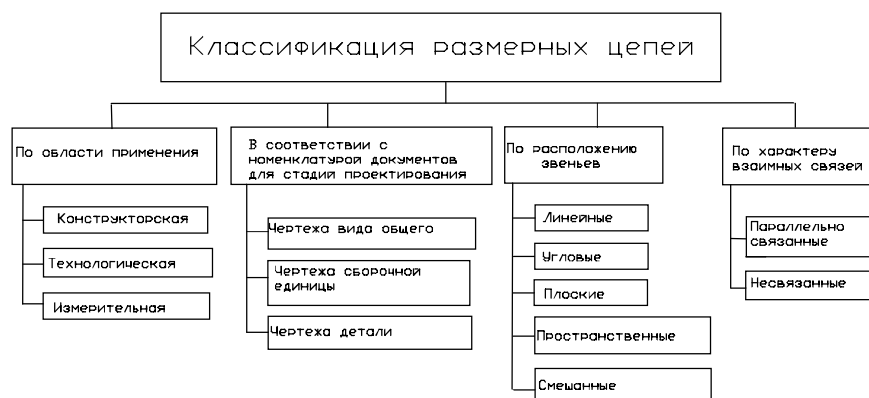 Классификация размерных цепей
По области применения
Конструкторская
Технологическая
Измерительная
В соответствии с
номенклатурой документов
для стадий проектирования
Чертежа вида общего
Чертежа сборочной
единицы
Чертежа детали
По расположению
звеньев
Линейные
Угловые
Плоские
Пространственные
Смешанные
По характеру
взаимных связей
Параллельно
связанные
Несвязанные